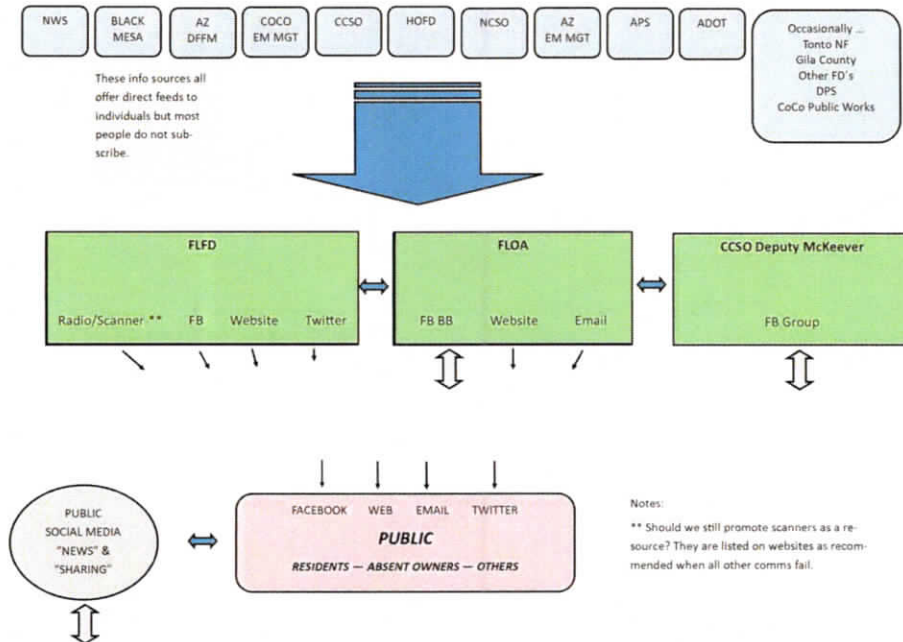 NWS
BLACK
MESA
AZ
DFFM
COCO
EM MGT
CCSO
HOFD
NCSO
AZ
EM MGT
APS
ADOT
Occasionally ...
Tonto NF
Gila County
Other FD's
DPS
CoCo Public Works
These info sources all
offer direct feeds to
individuals but most
people do not sub-
scribe.
FLFD
Radio/Scanner ** FB Website Twitter
FLOA
FB BB Website Email
CCSO Deputy McKeever
FB Group
PUBLIC
SOCIAL MEDIA
"NEWS" &
"SHARING"
FACEBOOK WEB EMAIL TWITTER
PUBLIC
RESIDENTS — ABSENT OWNERS — OTHERS
Notes:
** Should we still promote scanners as a re-
source? They are listed on websites as recom-
mended when all other comms fail.